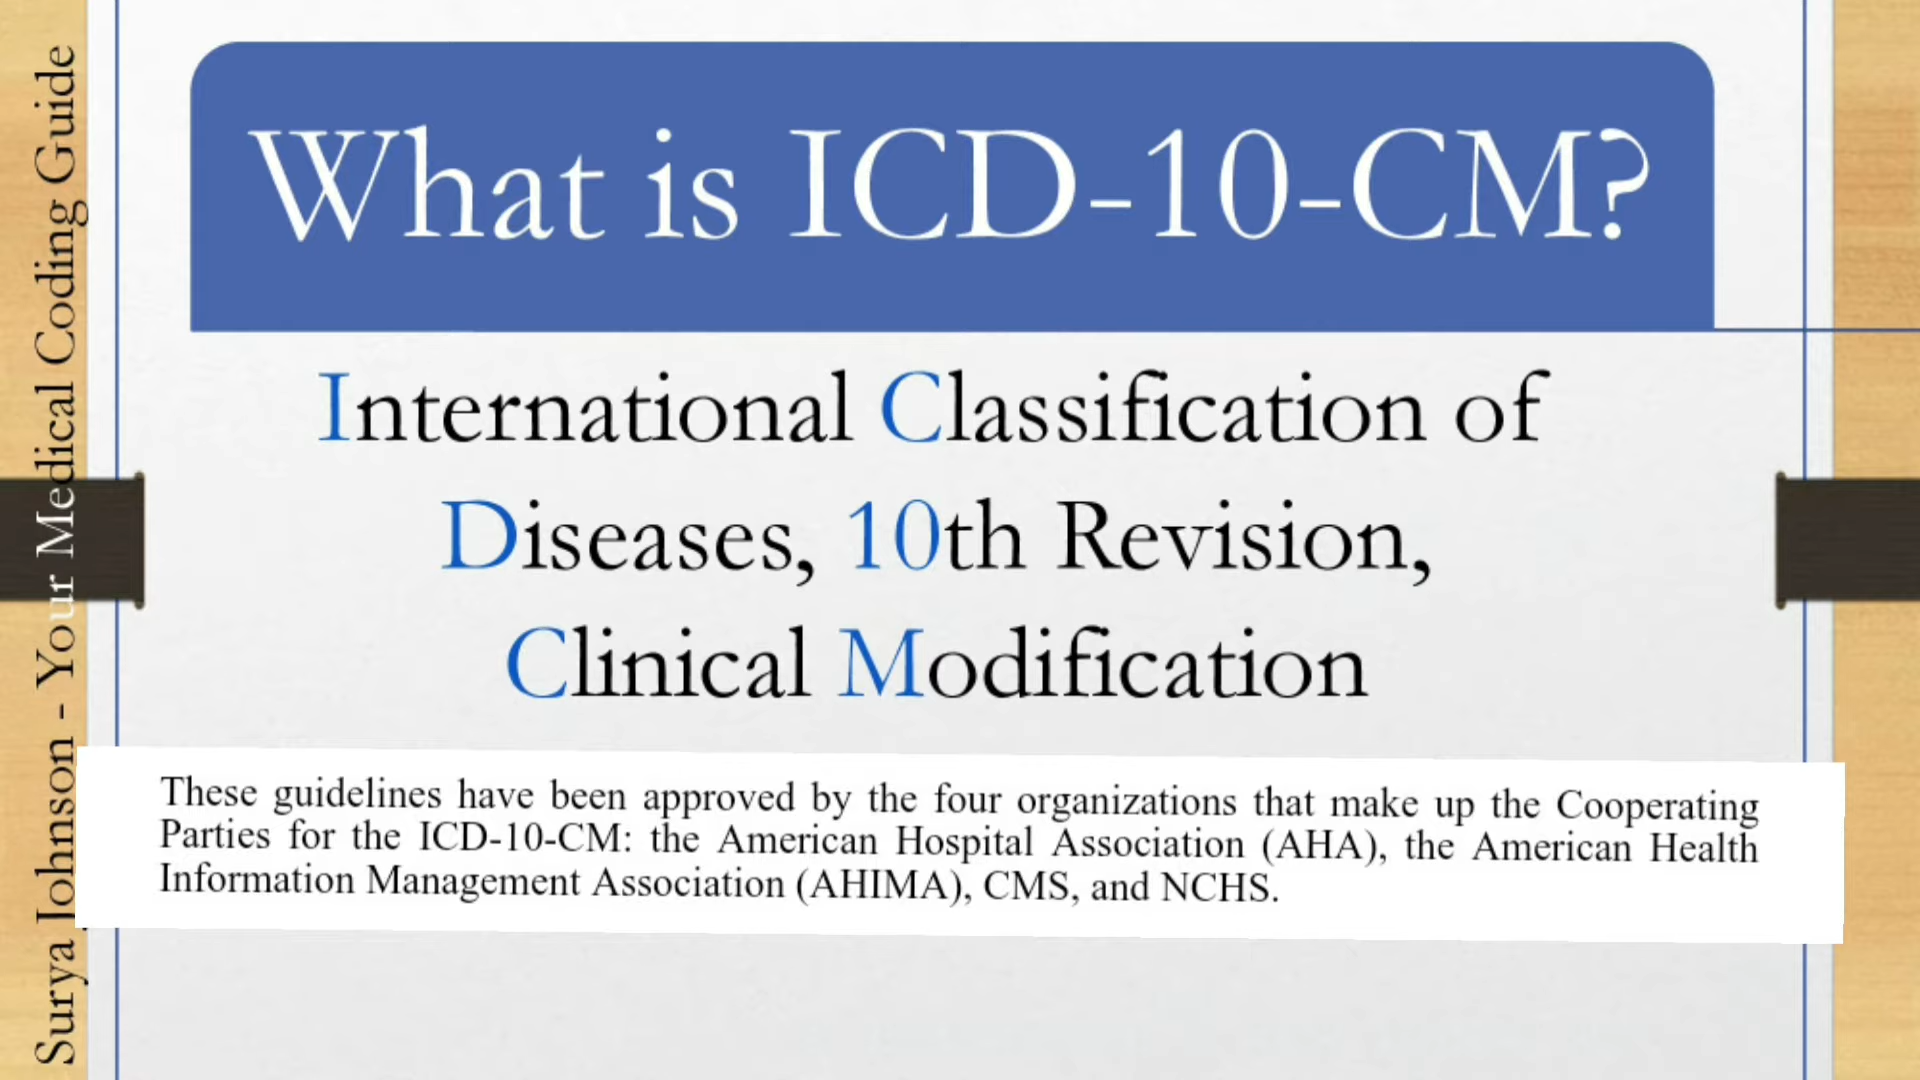 What is ICD-10-CM?
International Classification of
Diseases, 10th Revision,
Clinical Modification
These guidelines have been approved by the four organizations that make up the Cooperating
Parties for the ICD-10-CM: the American Hospital Association (AHA), the American Health
Information Management Association (AHIMA), CMS, and NCHS.
Surya Johnson - Your Medical Coding Guide